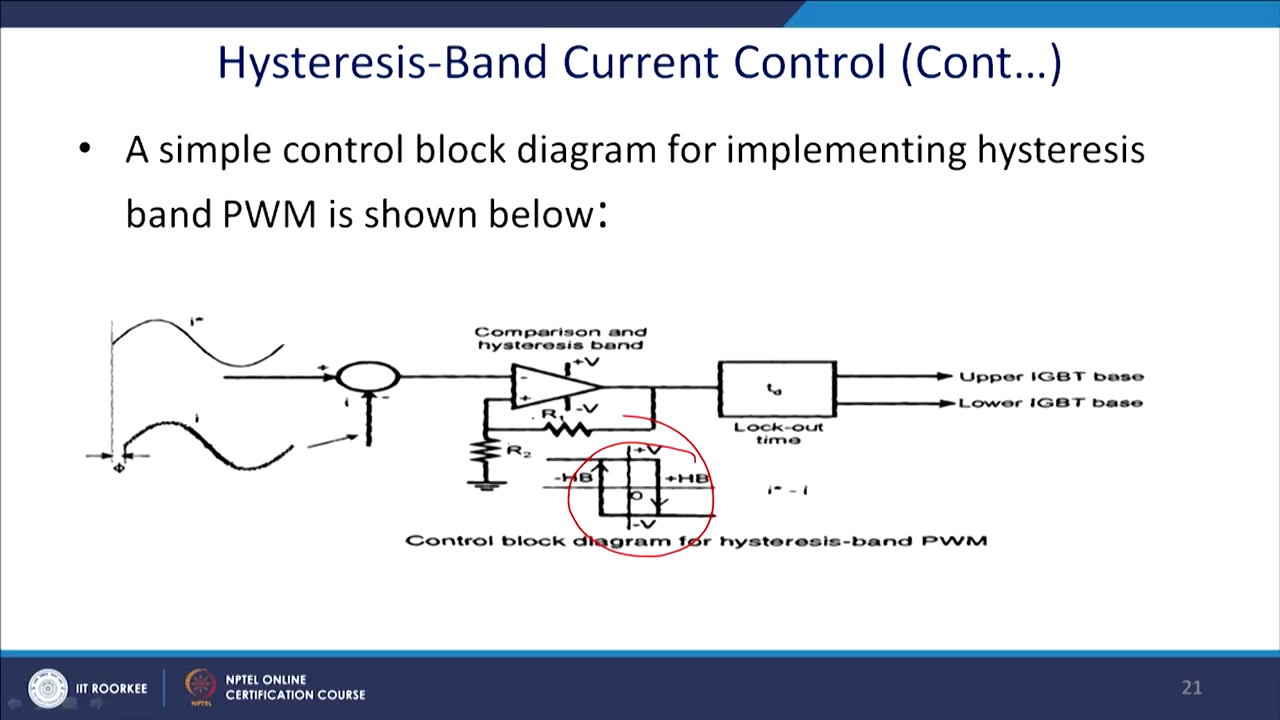 Hysteresis-Band Current Control (Cont...)
• A simple control block diagram for implementing hysteresis
band PWM is shown below:
i*
+
i
-
i
Φ
Comparison and
hysteresis band
+V
-
+
-V
R₁
R₂
td
Lock-out
time
Upper IGBT base
Lower IGBT base
+V
-HB
+HB
O
-V
i* - i
Control block diagram for hysteresis-band PWM
IIT ROORKEE
NPTEL
NPTEL ONLINE
CERTIFICATION COURSE
21